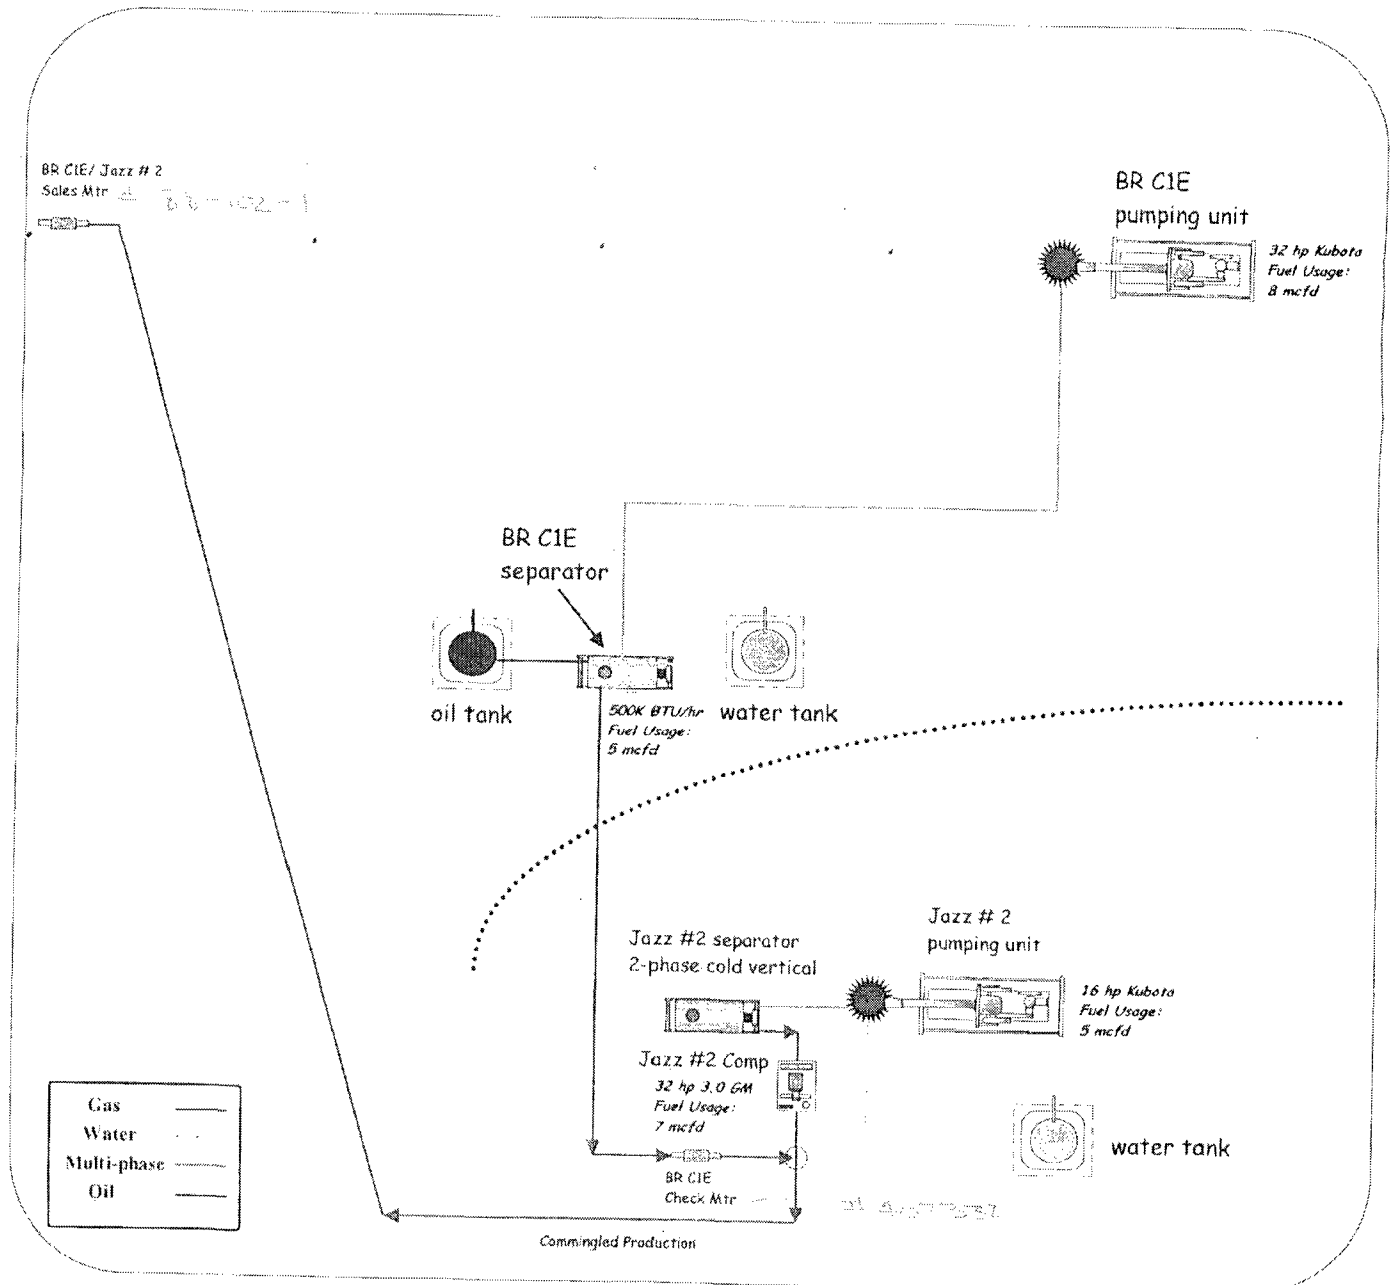 BR C1E/ Jazz # 2
Sales Mtr
BR C1E
pumping unit
32 hp Kubota
Fuel Usage:
8 mcfd
BR C1E
separator
oil tank
500K BTU/hr
Fuel Usage:
5 mcfd
water tank
Jazz # 2
pumping unit
Jazz #2 separator
2-phase cold vertical
16 hp Kubota
Fuel Usage:
5 mcfd
Jazz #2 Comp
32 hp 3.0 GM
Fuel Usage:
7 mcfd
water tank
BR C1E
Check Mtr
Commingled Production
Gas
Water
Multi-phase
Oil